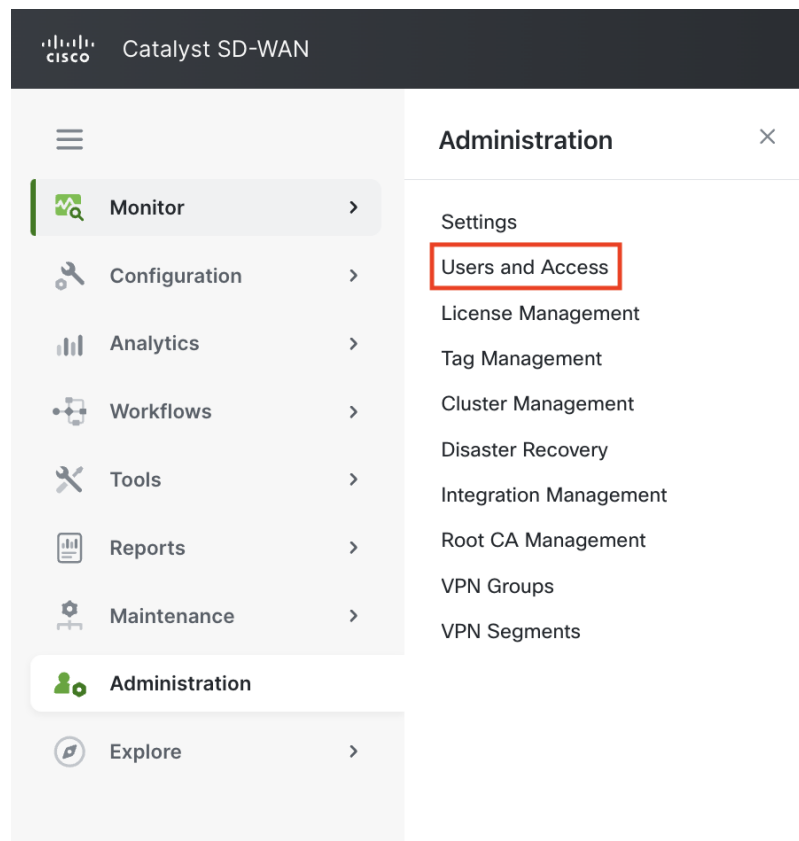 cisco Catalyst SD-WAN
Monitor
Configuration
Analytics
Workflows
Tools
Reports
Maintenance
Administration
Explore
Administration
Settings
Users and Access
License Management
Tag Management
Cluster Management
Disaster Recovery
Integration Management
Root CA Management
VPN Groups
VPN Segments